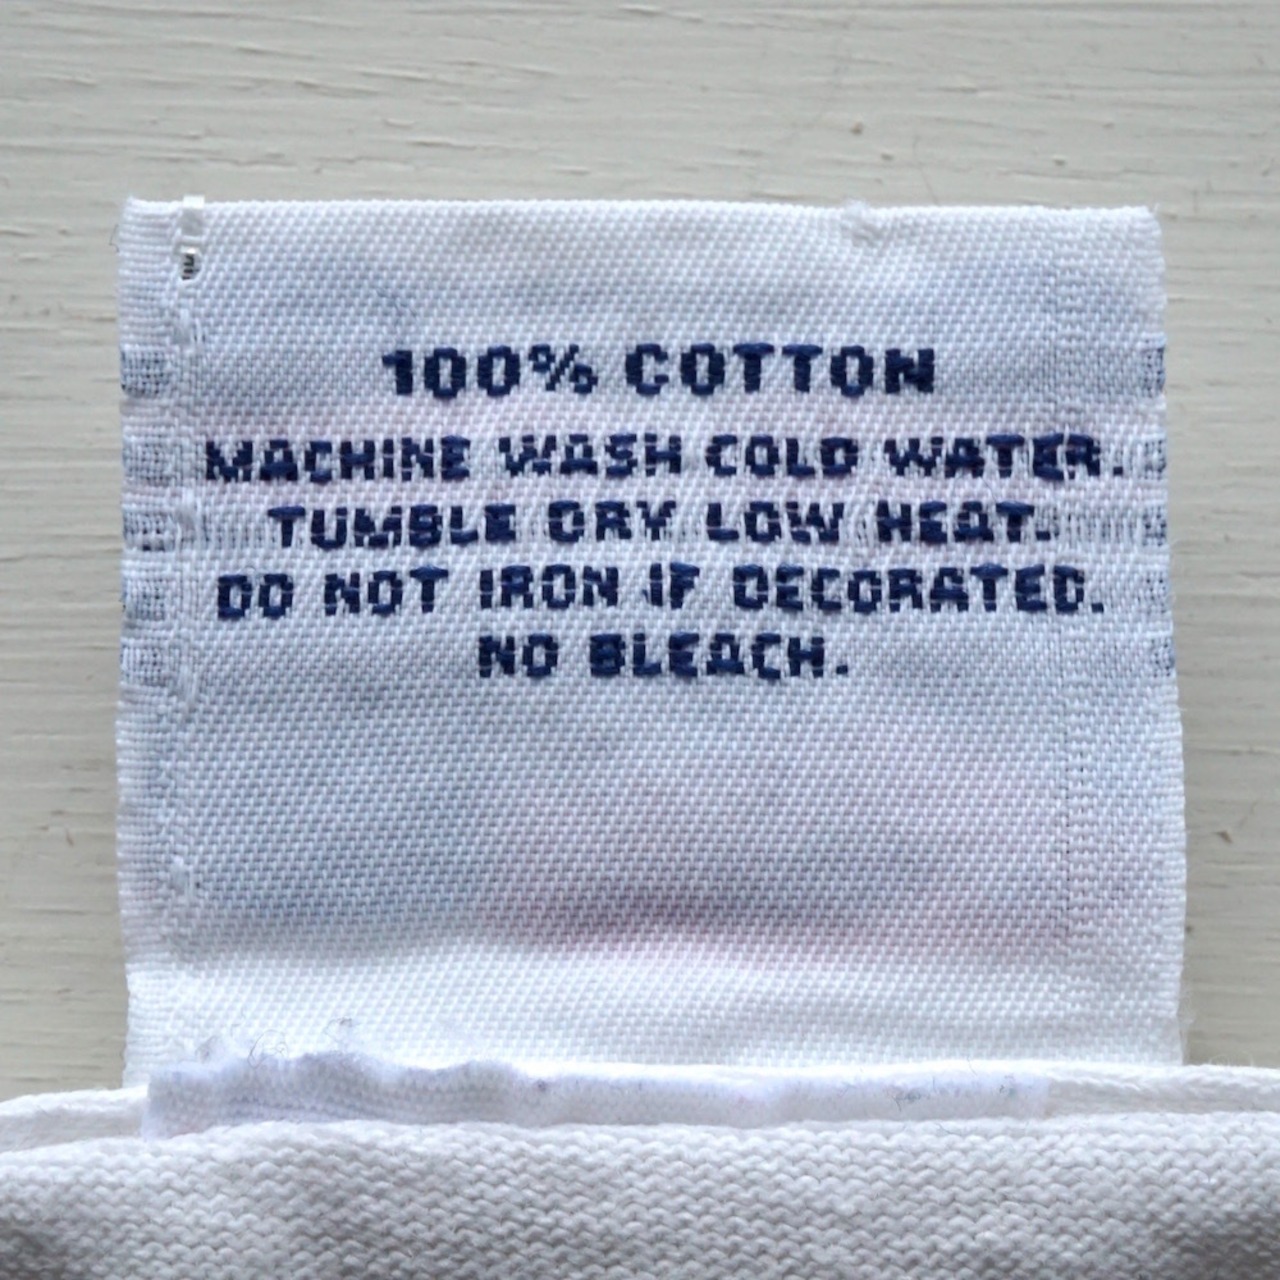 100% COTTON
MACHINE WASH COLD WATER.
TUMBLE DRY LOW HEAT.
DO NOT IRON IF DECORATED.
NO BLEACH.